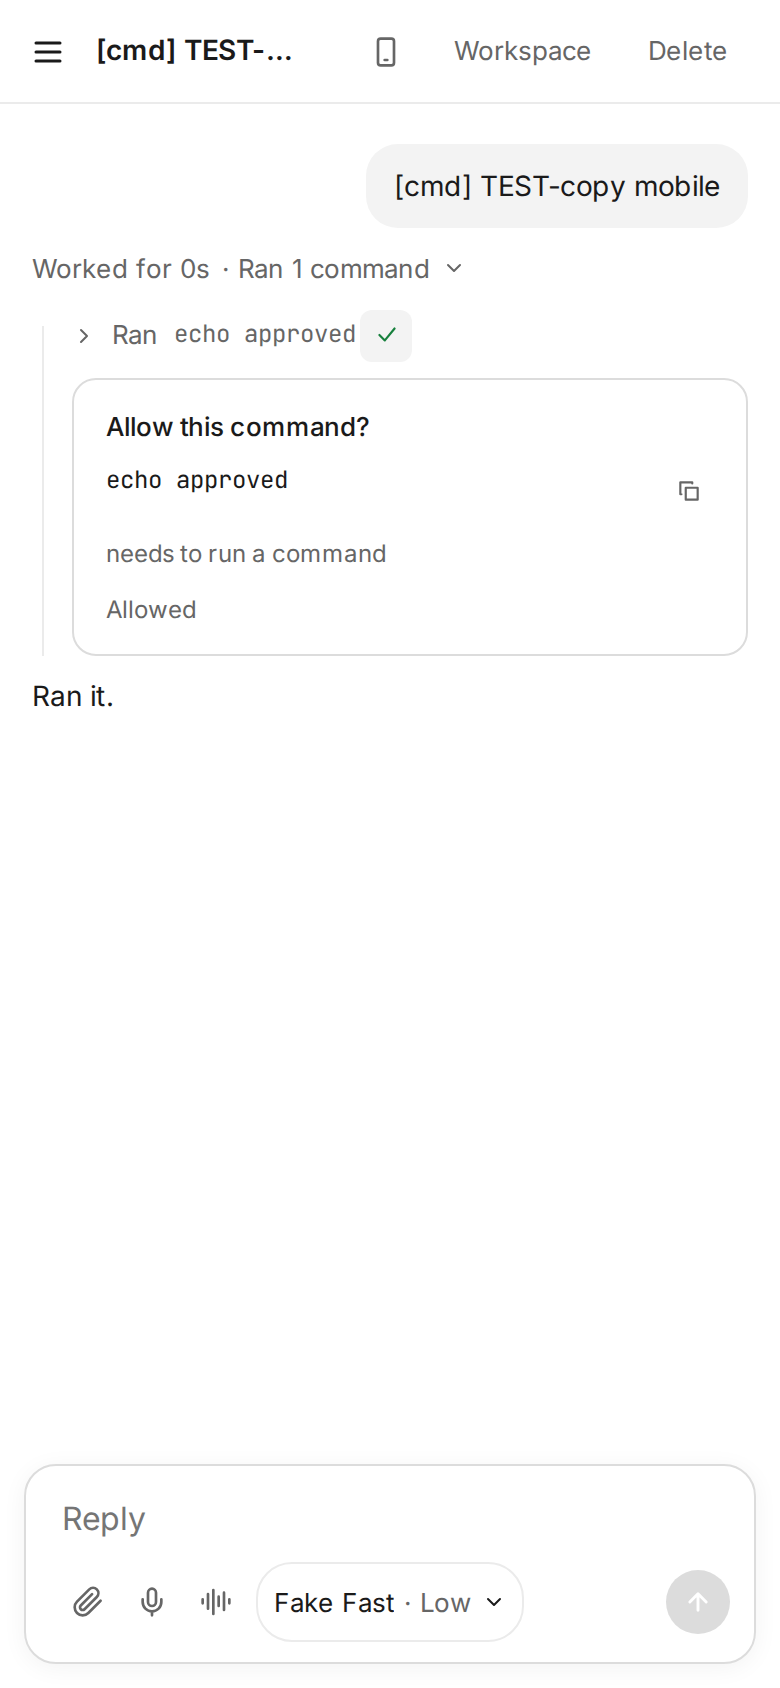 [cmd] TEST-...
Workspace
Delete
[cmd] TEST-copy mobile
Worked for 0s · Ran 1 command
Ran echo approved
Allow this command?
echo approved
needs to run a command
Allowed
Ran it.
Reply
Fake Fast · Low